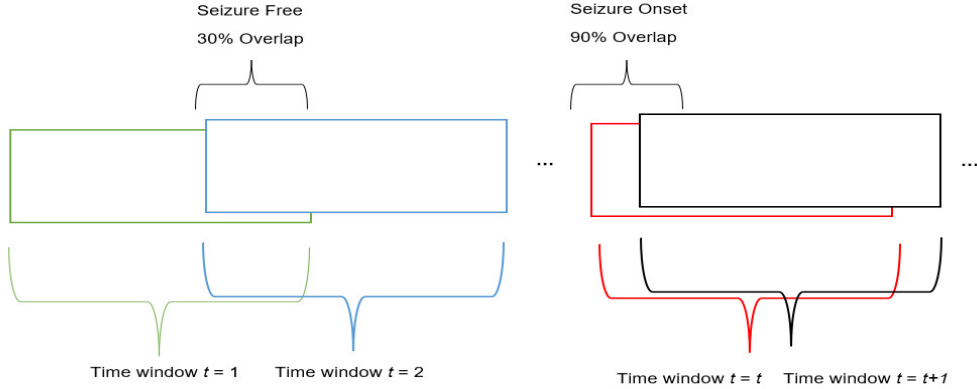 Seizure Free
30% Overlap
Seizure Onset
90% Overlap
...
...
Time window t = 1
Time window t = 2
Time window t = t
Time window t = t+1